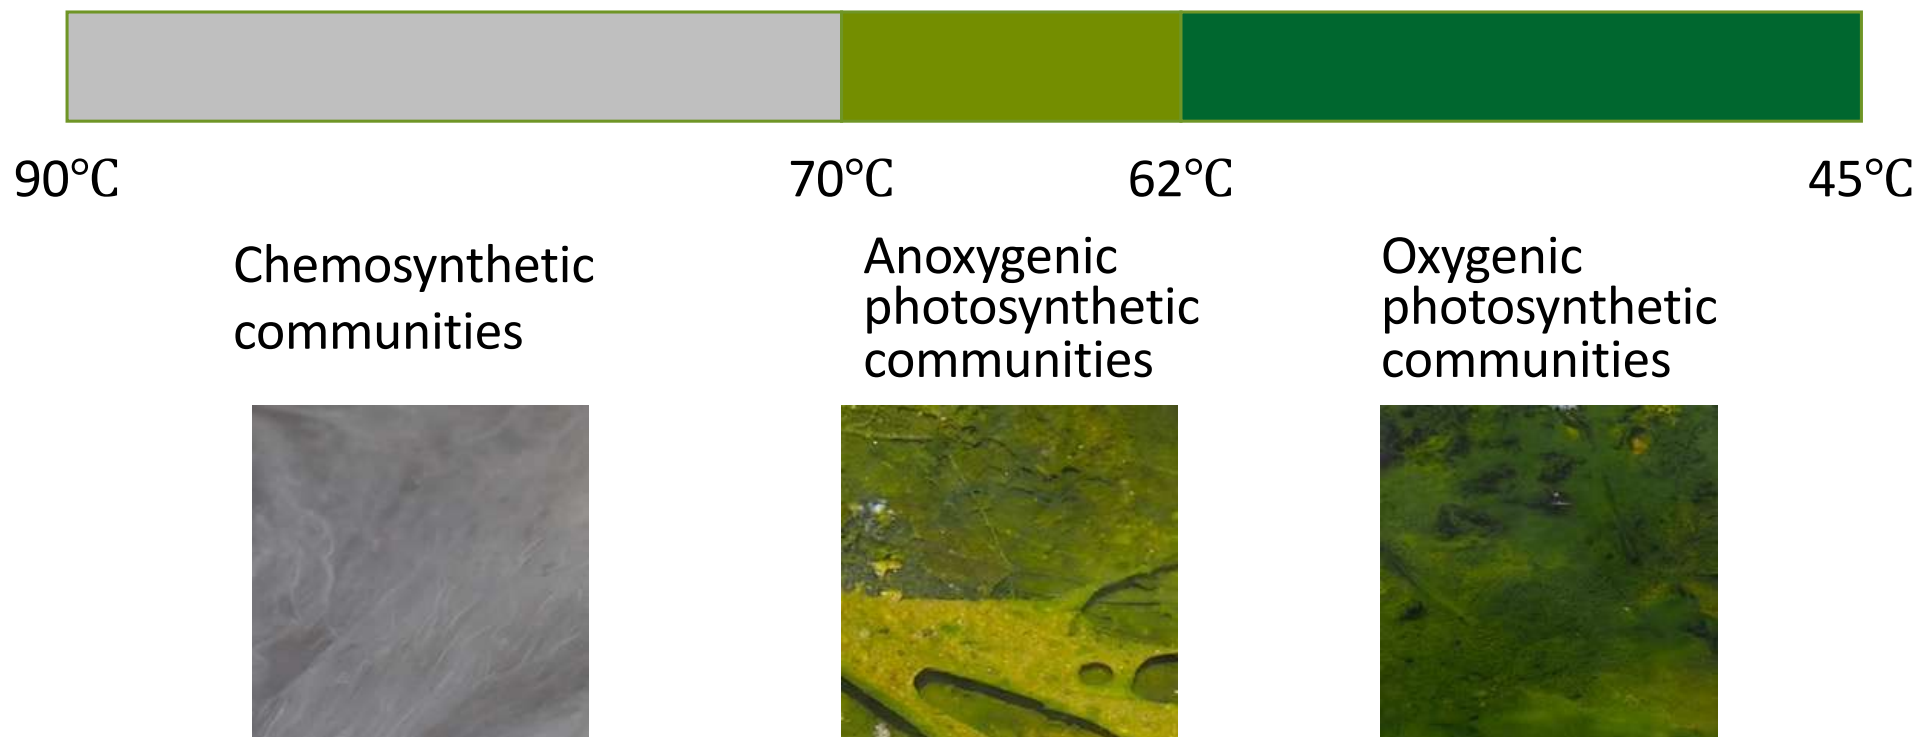 90℃ 70℃ 62℃ 45℃
Chemosynthetic
communities
Anoxygenic
photosynthetic
communities
Oxygenic
photosynthetic
communities